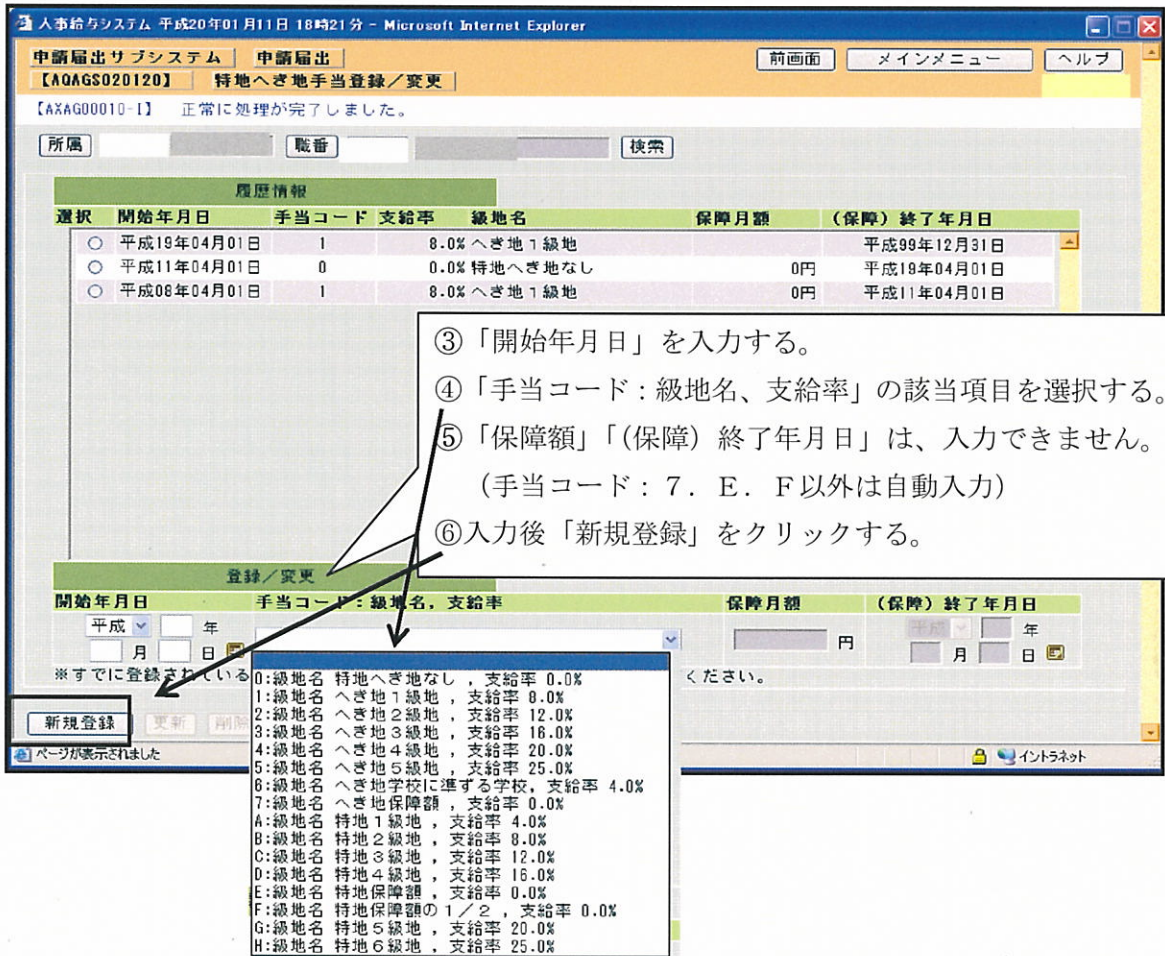 人事給与システム 平成20年01月11日 18時21分 - Microsoft Internet Explorer
申請届出サブシステム 申請届出 前画面 メインメニュー ヘルプ
【AQAGS020120】 特地へき地手当登録／変更
【AXAG00010-I】 正常に処理が完了しました。
所属 職番 検索
履歴情報
選択 開始年月日 手当コード 支給率 級地名 保障月額 （保障）終了年月日
平成19年04月01日 1 8.0% へき地１級地 平成99年12月31日
平成11年04月01日 0 0.0% 特地へき地なし 0円 平成19年04月01日
平成08年04月01日 1 8.0% へき地１級地 0円 平成11年04月01日
③「開始年月日」を入力する。
④「手当コード：級地名、支給率」の該当項目を選択する。
⑤「保障額」「（保障）終了年月日」は、入力できません。
（手当コード：７．Ｅ．Ｆ以外は自動入力）
⑥入力後「新規登録」をクリックする。
登録／変更
開始年月日 手当コード：級地名，支給率 保障月額 （保障）終了年月日
平成 年 円 平成 年
月 日 月 日
※すでに登録されている ください。
新規登録 更新 削除
ページが表示されました イントラネット
0:級地名 特地へき地なし ，支給率 0.0%
1:級地名 へき地１級地 ，支給率 8.0%
2:級地名 へき地２級地 ，支給率 12.0%
3:級地名 へき地３級地 ，支給率 16.0%
4:級地名 へき地４級地 ，支給率 20.0%
5:級地名 へき地５級地 ，支給率 25.0%
6:級地名 へき地学校に準ずる学校，支給率 4.0%
7:級地名 へき地保障額 ，支給率 0.0%
A:級地名 特地１級地 ，支給率 4.0%
B:級地名 特地２級地 ，支給率 8.0%
C:級地名 特地３級地 ，支給率 12.0%
D:級地名 特地４級地 ，支給率 16.0%
E:級地名 特地保障額 ，支給率 0.0%
F:級地名 特地保障額の１／２ ，支給率 0.0%
G:級地名 特地５級地 ，支給率 20.0%
H:級地名 特地６級地 ，支給率 25.0%